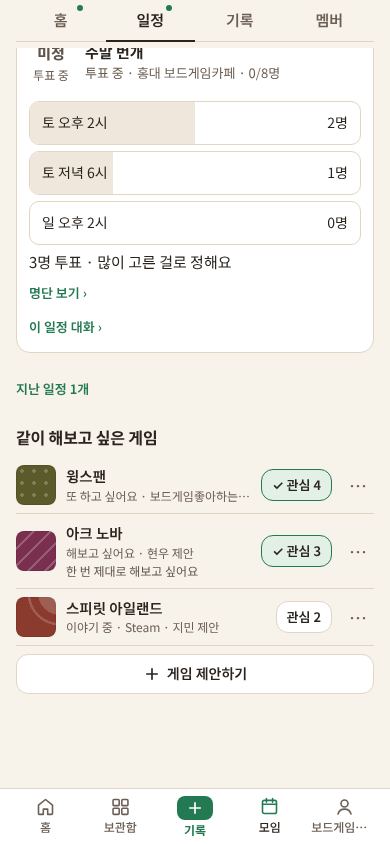 홈
일정
기록
멤버
미정
주말 번개
투표 중
투표 중 · 홍대 보드게임카페 · 0/8명
토 오후 2시
2명
토 저녁 6시
1명
일 오후 2시
0명
3명 투표 · 많이 고른 걸로 정해요
명단 보기 ›
이 일정 대화 ›
지난 일정 1개
같이 해보고 싶은 게임
윙스팬
또 하고 싶어요 · 보드게임좋아하는…
✓ 관심 4
…
아크 노바
해보고 싶어요 · 현우 제안
한 번 제대로 해보고 싶어요
✓ 관심 3
…
스피릿 아일랜드
이야기 중 · Steam · 지민 제안
관심 2
…
+ 게임 제안하기
홈
보관함
기록
모임
보드게임…